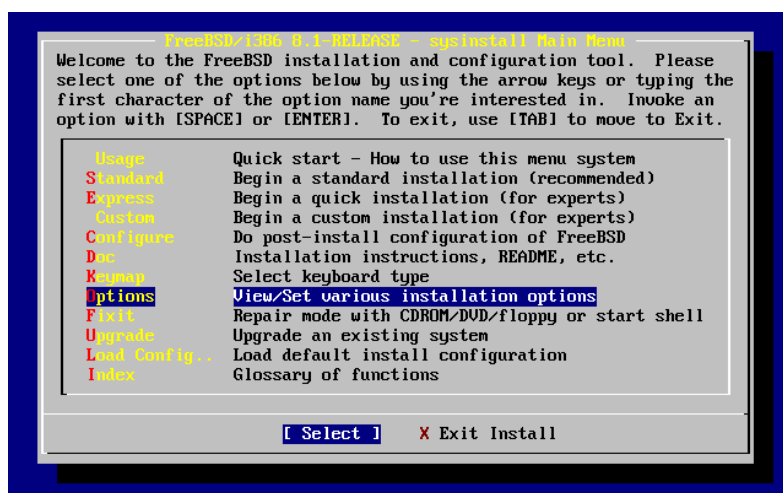 FreeBSD/i386 8.1-RELEASE - sysinstall Main Menu
Welcome to the FreeBSD installation and configuration tool.  Please
select one of the options below by using the arrow keys or typing the
first character of the option name you're interested in.  Invoke an
option with [SPACE] or [ENTER].  To exit, use [TAB] to move to Exit.
Usage Quick start - How to use this menu system
Standard Begin a standard installation (recommended)
Express Begin a quick installation (for experts)
Custom Begin a custom installation (for experts)
Configure Do post-install configuration of FreeBSD
Doc Installation instructions, README, etc.
Keymap Select keyboard type
Options View/Set various installation options
Fixit Repair mode with CDROM/DVD/floppy or start shell
Upgrade Upgrade an existing system
Load Config.. Load default install configuration
Index Glossary of functions
[ Select ] X Exit Install